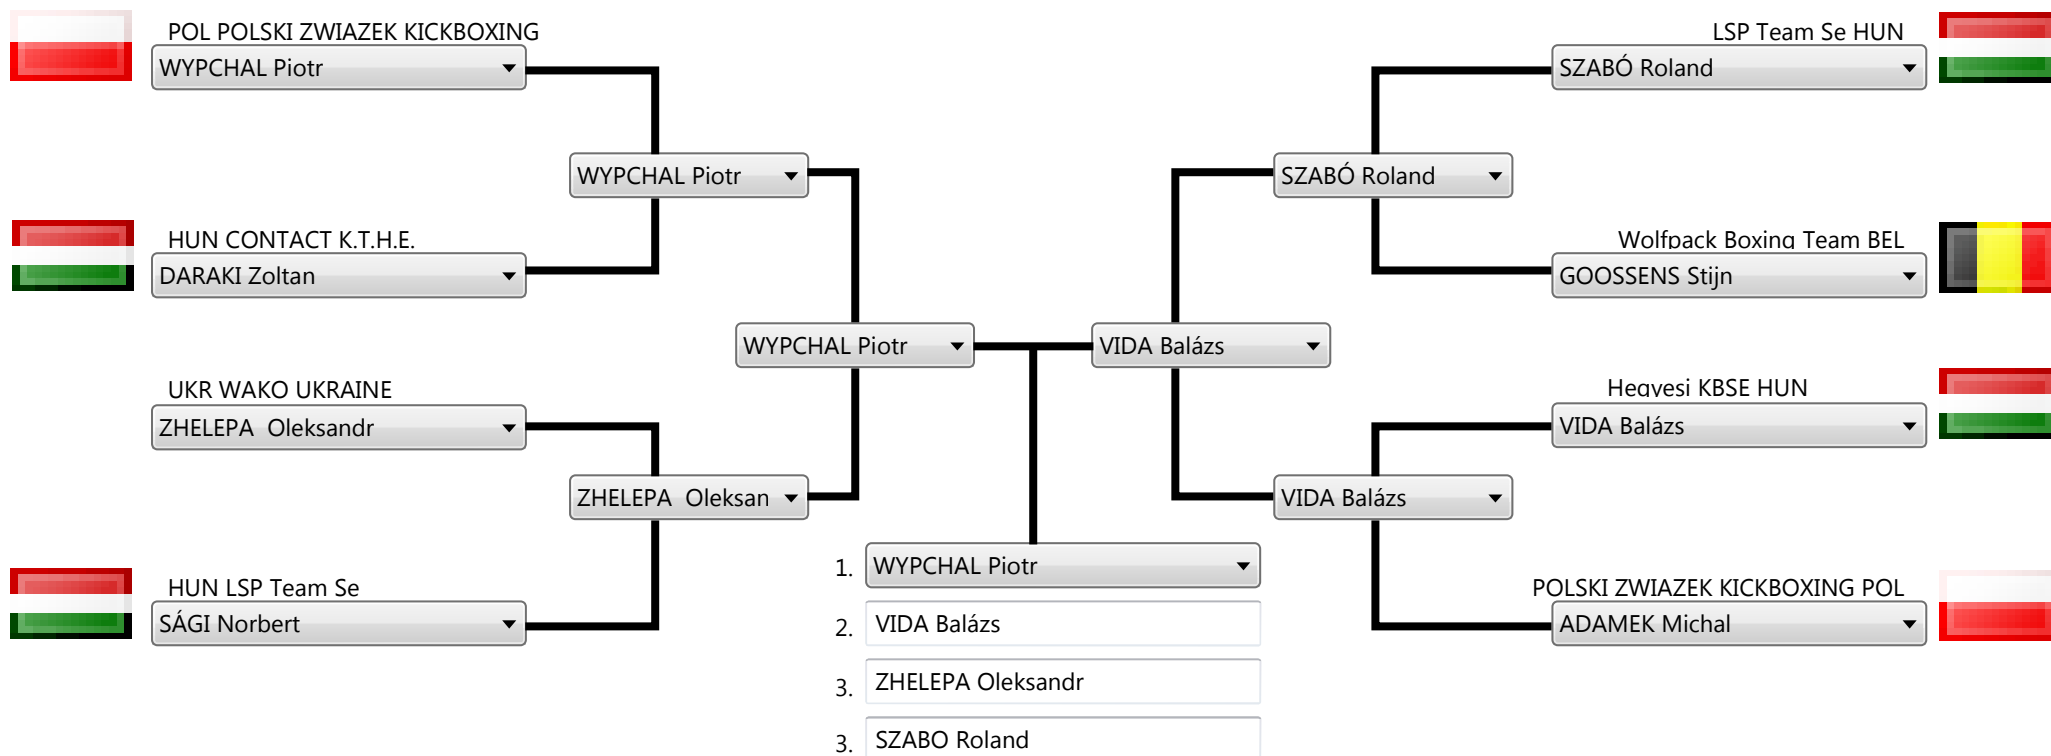 POL POLSKI ZWIAZEK KICKBOXING
WYPCHAL Piotr
LSP Team Se HUN
SZABÓ Roland
WYPCHAL Piotr
SZABÓ Roland
HUN CONTACT K.T.H.E.
DARAKI Zoltan
Wolfpack Boxing Team BEL
GOOSSENS Stijn
WYPCHAL Piotr
VIDA Balázs
UKR WAKO UKRAINE
ZHELEPA Oleksandr
Hegyesi KBSE HUN
VIDA Balázs
ZHELEPA Oleksan
VIDA Balázs
HUN LSP Team Se
SÁGI Norbert
POLSKI ZWIAZEK KICKBOXING POL
ADAMEK Michal
1. WYPCHAL Piotr
2. VIDA Balázs
3. ZHELEPA Oleksandr
3. SZABO Roland